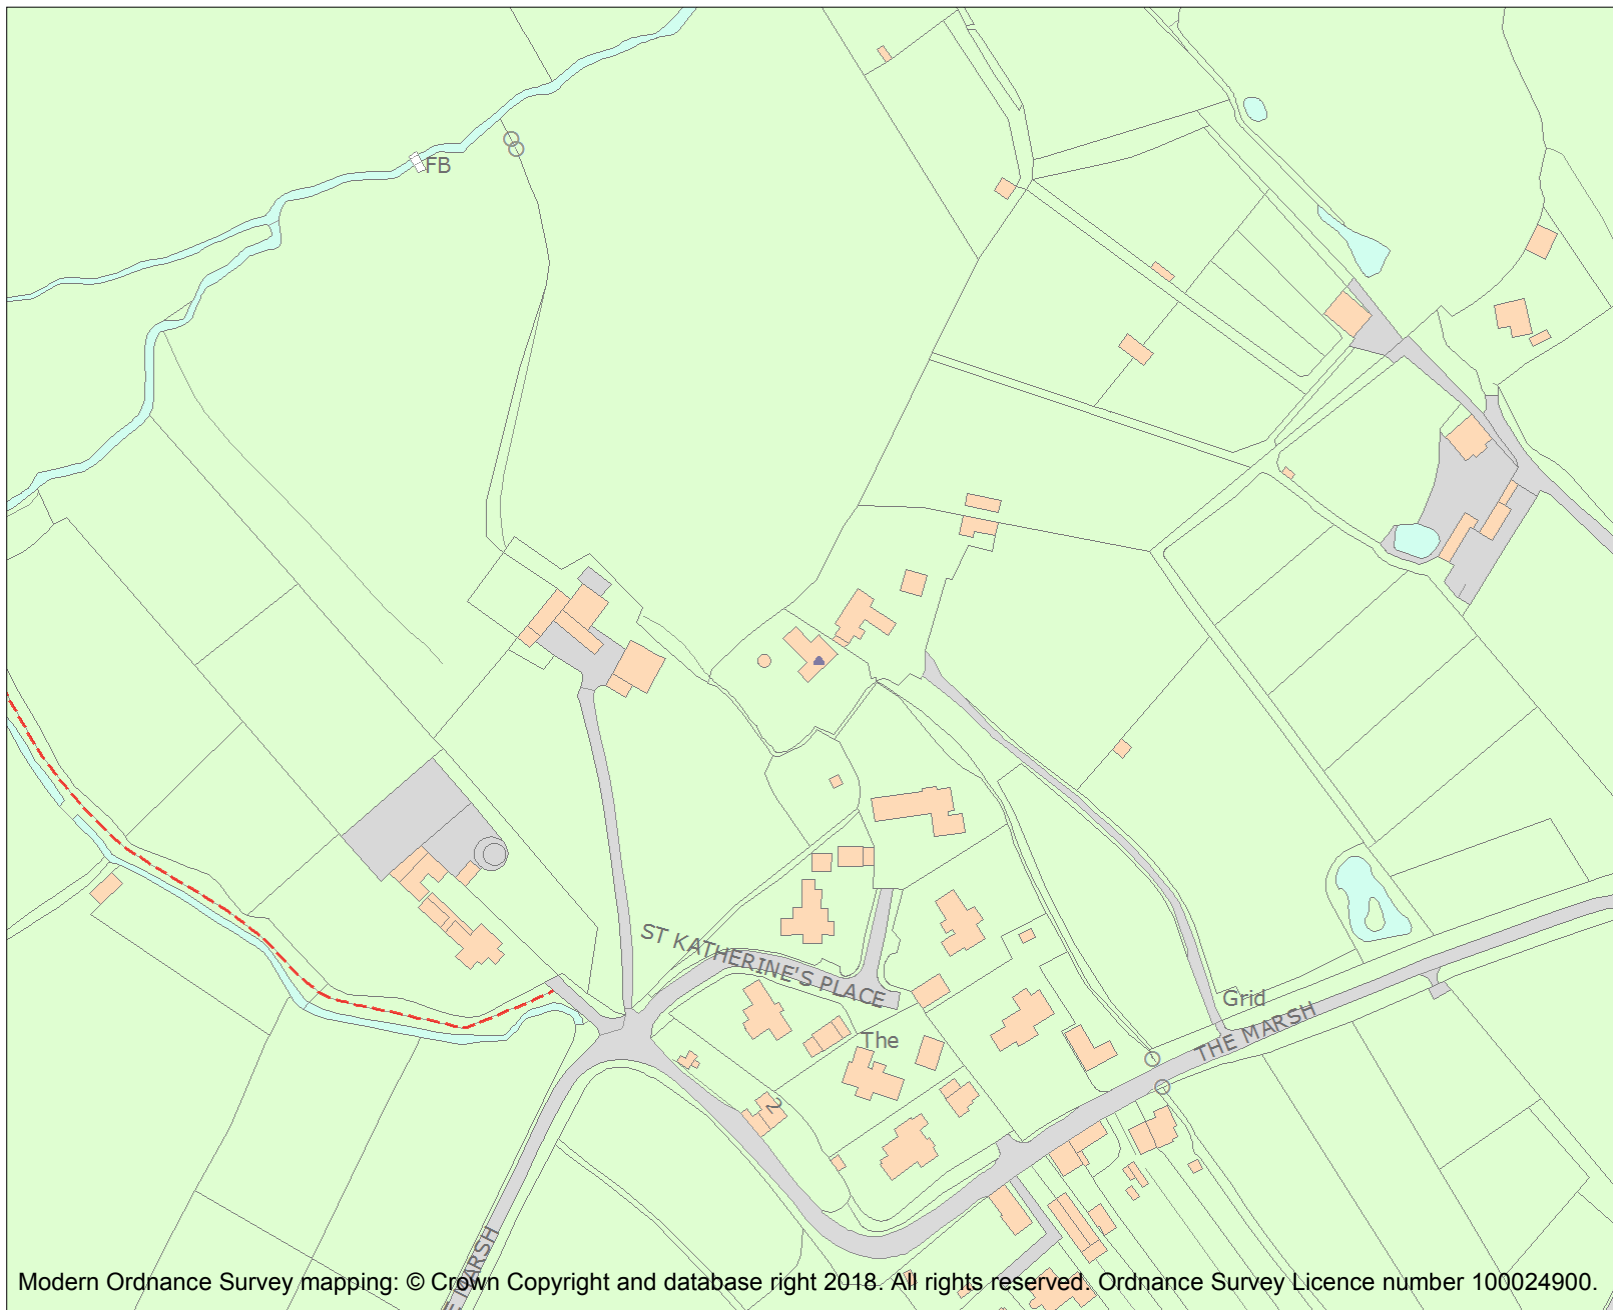 FB
ST KATHERINE'S PLACE
Grid
THE MARSH
The
2
E MARSH
Modern Ordnance Survey mapping: © Crown Copyright and database right 2018. All rights reserved. Ordnance Survey Licence number 100024900.